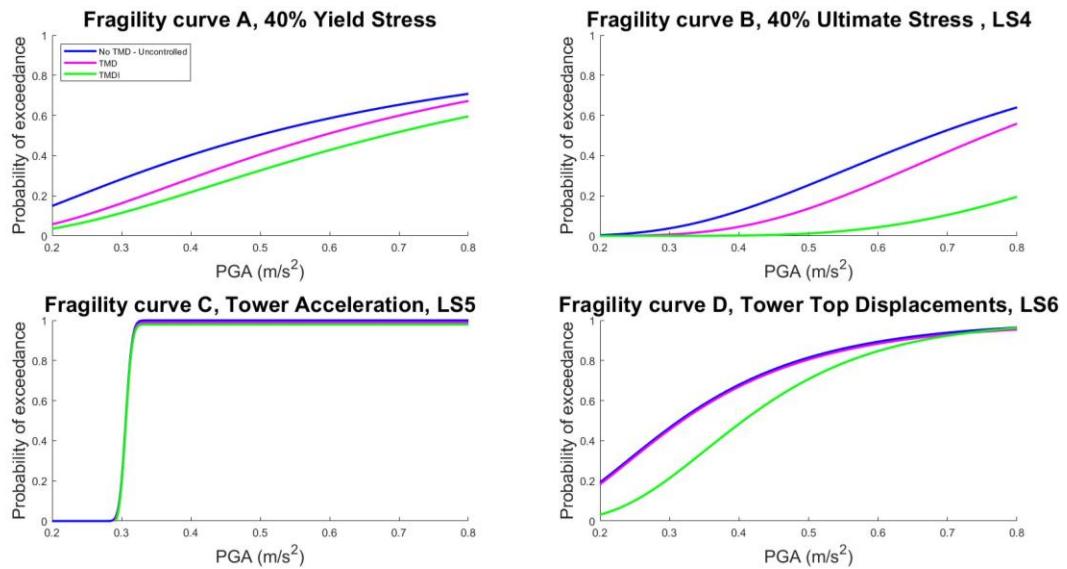 Fragility curve A, 40% Yield Stress
No TMD - Uncontrolled
TMD
TMDI
Probability of exceedance
1
0.8
0.6
0.4
0.2
0
0.2 0.3 0.4 0.5 0.6 0.7 0.8
PGA (m/s²)
Fragility curve B, 40% Ultimate Stress , LS4
Probability of exceedance
1
0.8
0.6
0.4
0.2
0
0.2 0.3 0.4 0.5 0.6 0.7 0.8
PGA (m/s²)
Fragility curve C, Tower Acceleration, LS5
Probability of exceedance
1
0.8
0.6
0.4
0.2
0
0.2 0.3 0.4 0.5 0.6 0.7 0.8
PGA (m/s²)
Fragility curve D, Tower Top Displacements, LS6
Probability of exceedance
1
0.8
0.6
0.4
0.2
0
0.2 0.3 0.4 0.5 0.6 0.7 0.8
PGA (m/s²)